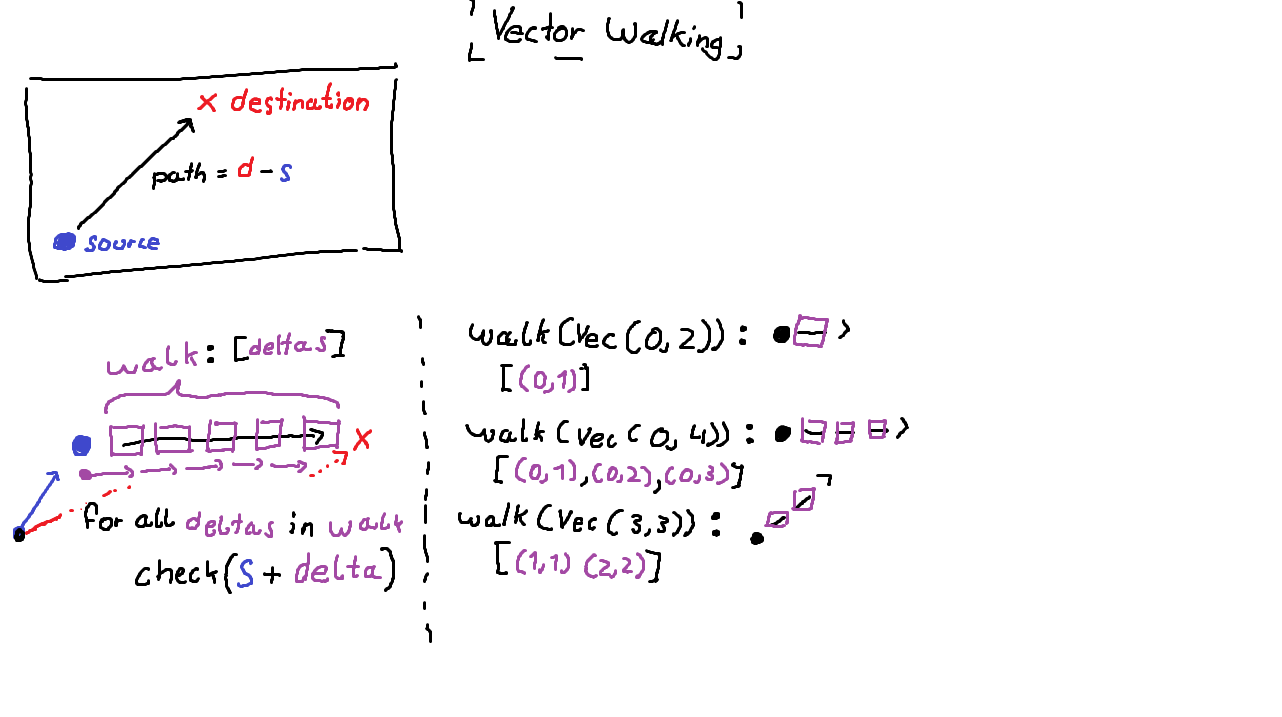 [Vector Walking]
x destination
path = d - s
source
walk: [deltas]
x
for all deltas in walk
check(s + delta)
walk(Vec(0,2)):
[(0,1)]
walk(vec(0,4)):
[(0,1),(0,2),(0,3)]
walk(Vec(3,3)):
[(1,1) (2,2)]